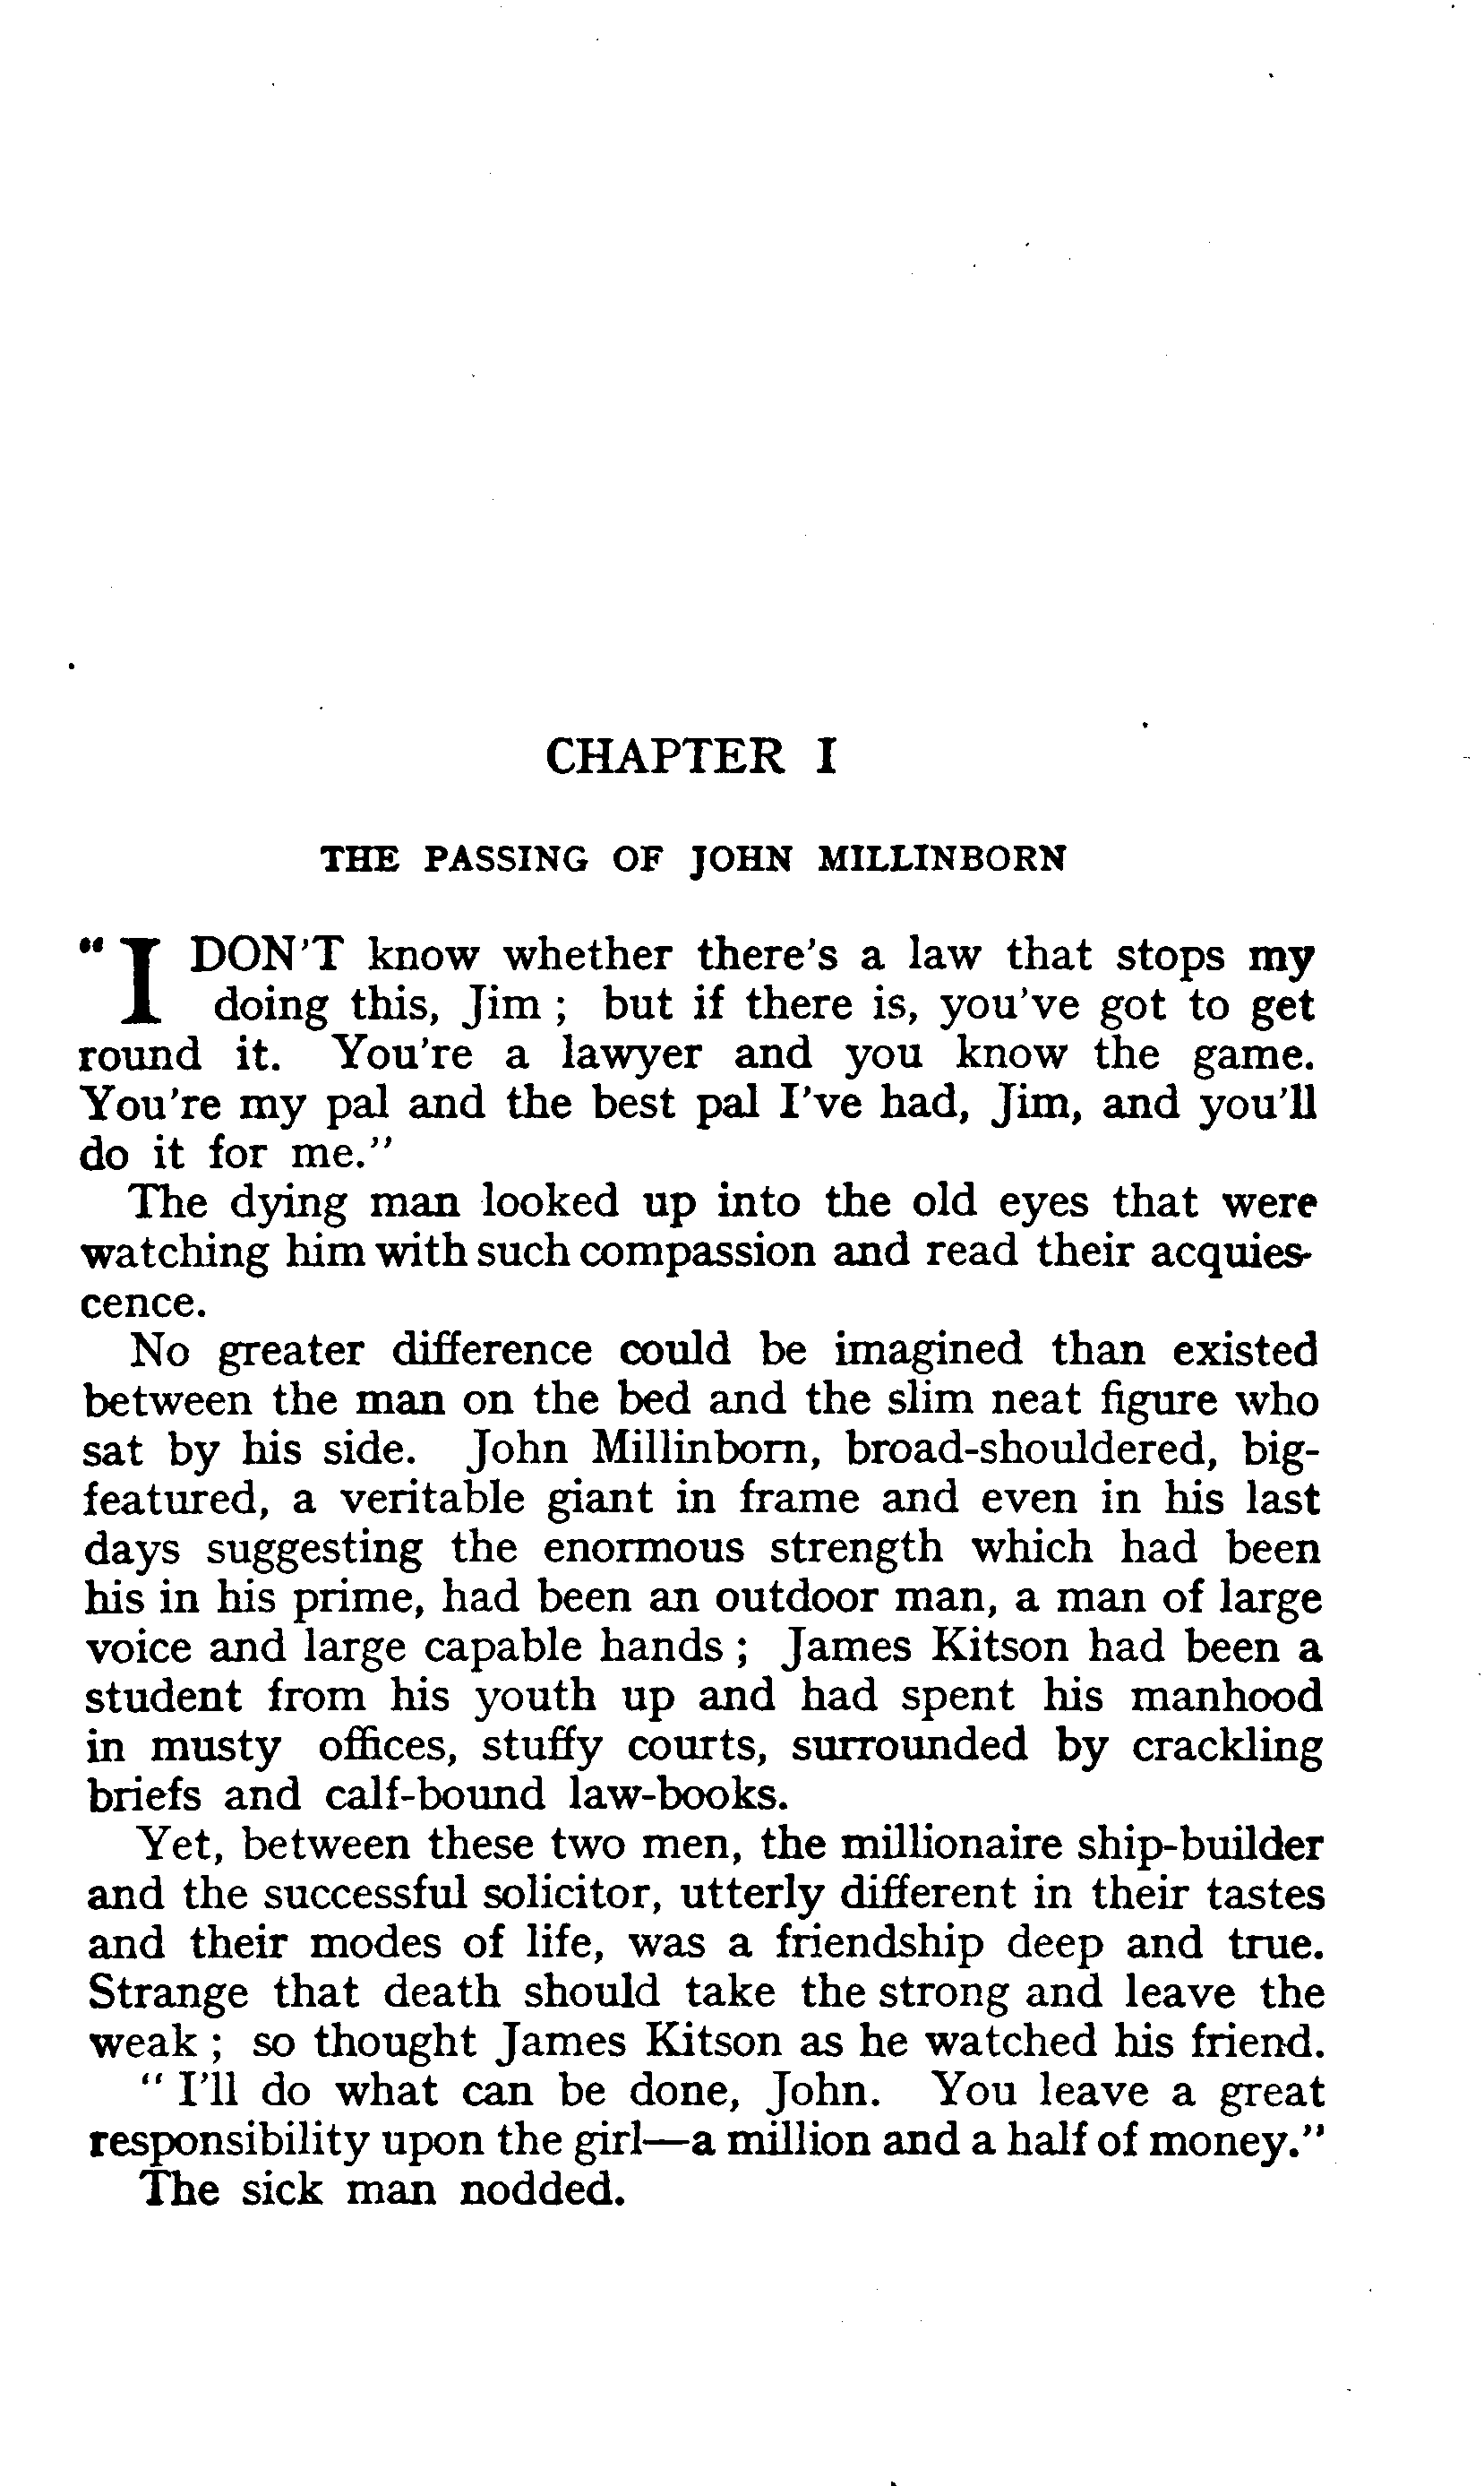 CHAPTER I
THE PASSING OF JOHN MILLINBORN
"I DON'T know whether there's a law that stops my
doing this, Jim ; but if there is, you've got to get
round it. You're a lawyer and you know the game.
You're my pal and the best pal I've had, Jim, and you'll
do it for me."
The dying man looked up into the old eyes that were
watching him with such compassion and read their acquies-
cence.
No greater difference could be imagined than existed
between the man on the bed and the slim neat figure who
sat by his side. John Millinborn, broad-shouldered, big-
featured, a veritable giant in frame and even in his last
days suggesting the enormous strength which had been
his in his prime, had been an outdoor man, a man of large
voice and large capable hands ; James Kitson had been a
student from his youth up and had spent his manhood
in musty offices, stuffy courts, surrounded by crackling
briefs and calf-bound law-books.
Yet, between these two men, the millionaire ship-builder
and the successful solicitor, utterly different in their tastes
and their modes of life, was a friendship deep and true.
Strange that death should take the strong and leave the
weak ; so thought James Kitson as he watched his friend.
" I'll do what can be done, John. You leave a great
responsibility upon the girl—a million and a half of money."
The sick man nodded.